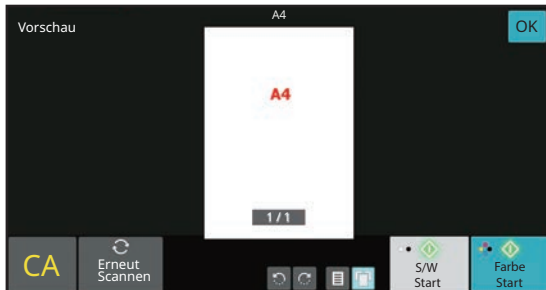 A4
Vorschau
OK
A4
1 / 1
CA
Erneut
Scannen
S/W
Start
Farbe
Start